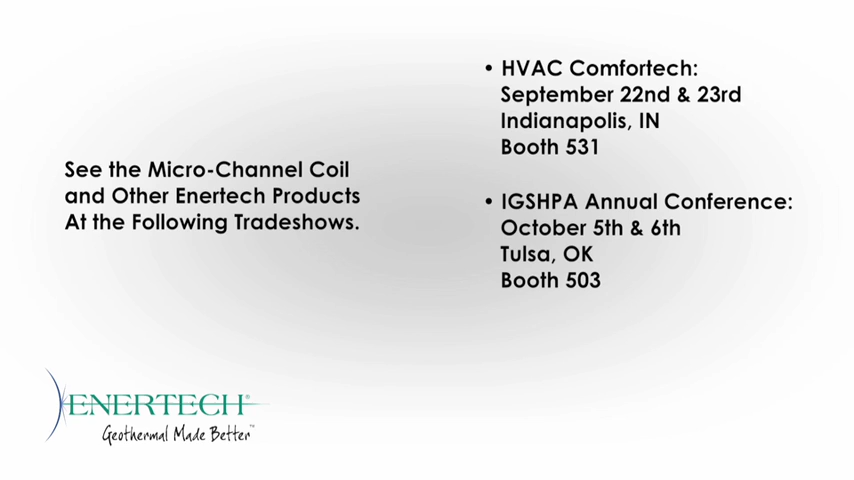 See the Micro-Channel Coil
and Other Enertech Products
At the Following Tradeshows.
• HVAC Comfortech:
September 22nd & 23rd
Indianapolis, IN
Booth 531
• IGSHPA Annual Conference:
October 5th & 6th
Tulsa, OK
Booth 503
ENERTECH®
Geothermal Made Better™